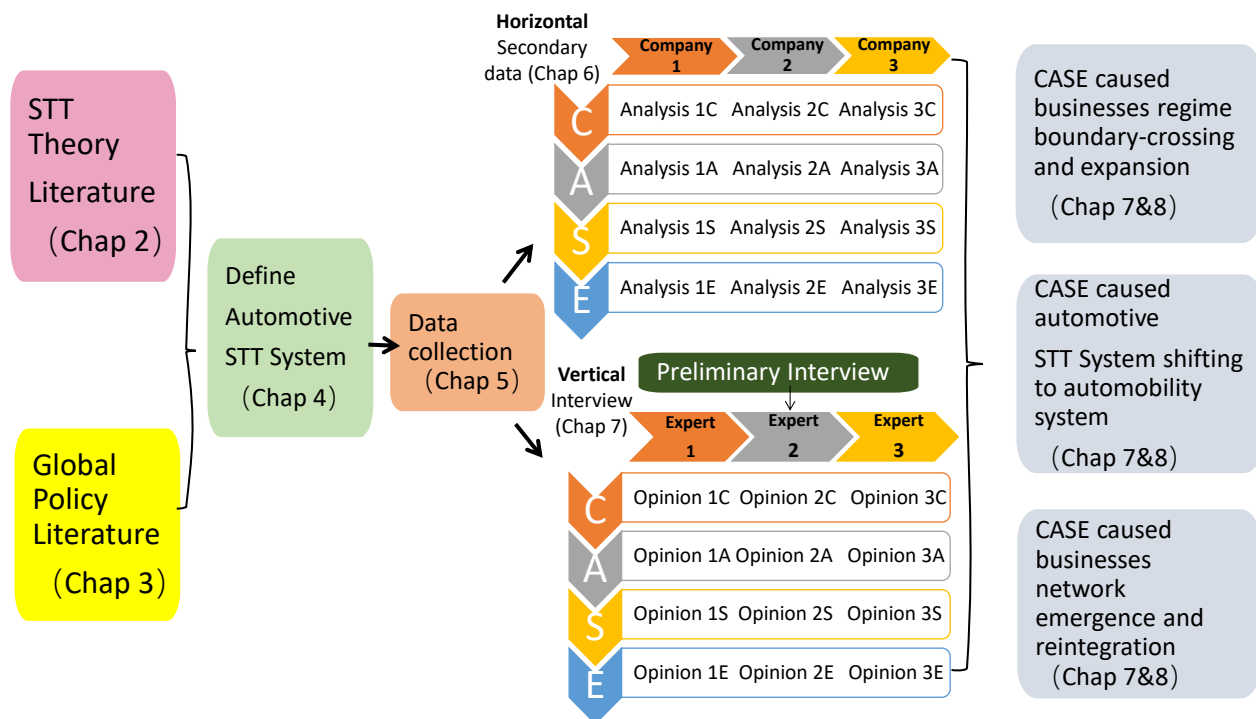 STT
Theory
Literature
（Chap 2）
Global
Policy
Literature
（Chap 3）
Define
Automotive
STT System
（Chap 4）
Data
collection
（Chap 5）
Horizontal
Secondary
data (Chap 6)
Company
1
Company
2
Company
3
C
Analysis 1C Analysis 2C Analysis 3C
A
Analysis 1A Analysis 2A Analysis 3A
S
Analysis 1S Analysis 2S Analysis 3S
E
Analysis 1E Analysis 2E Analysis 3E
Preliminary Interview
Vertical
Interview
(Chap 7)
Expert
1
Expert
2
Expert
3
C
Opinion 1C Opinion 2C Opinion 3C
A
Opinion 1A Opinion 2A Opinion 3A
S
Opinion 1S Opinion 2S Opinion 3S
E
Opinion 1E Opinion 2E Opinion 3E
CASE caused
businesses regime
boundary-crossing
and expansion
（Chap 7&8）
CASE caused
automotive
STT System shifting
to automobility
system
（Chap 7&8）
CASE caused
businesses
network
emergence and
reintegration
（Chap 7&8）